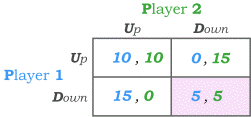 Player 2
Up Down
Player 1
Up 10 , 10 0 , 15
Down 15 , 0 5 , 5